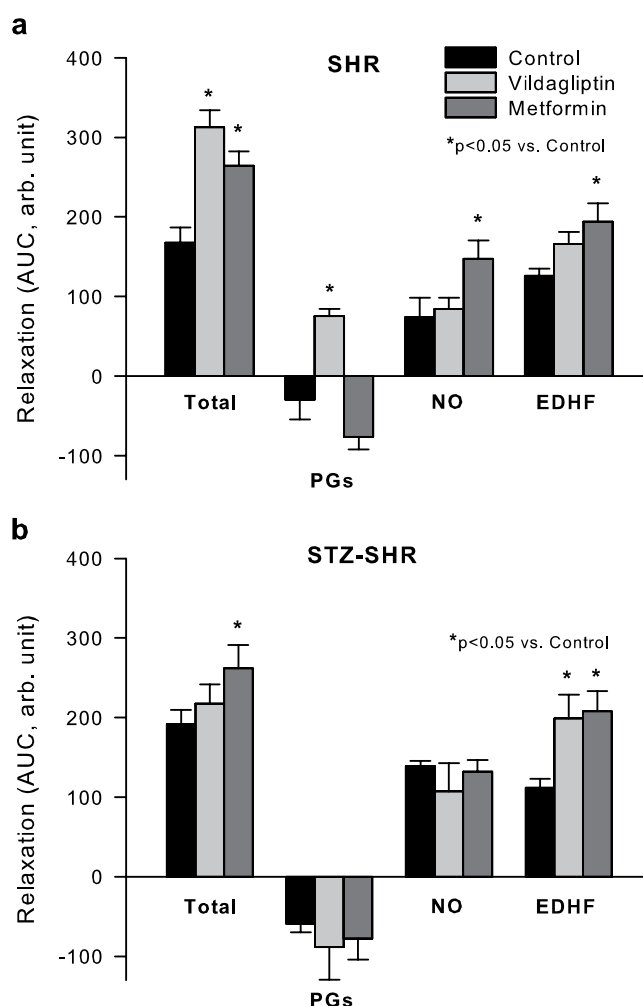 a
SHR
Control
Vildagliptin
Metformin
*p<0.05 vs. Control
Relaxation (AUC, arb. unit)
400
300
200
100
0
-100
*
*
*
*
*
Total
PGs
NO
EDHF
b
STZ-SHR
*p<0.05 vs. Control
Relaxation (AUC, arb. unit)
400
300
200
100
0
-100
*
*
*
Total
PGs
NO
EDHF